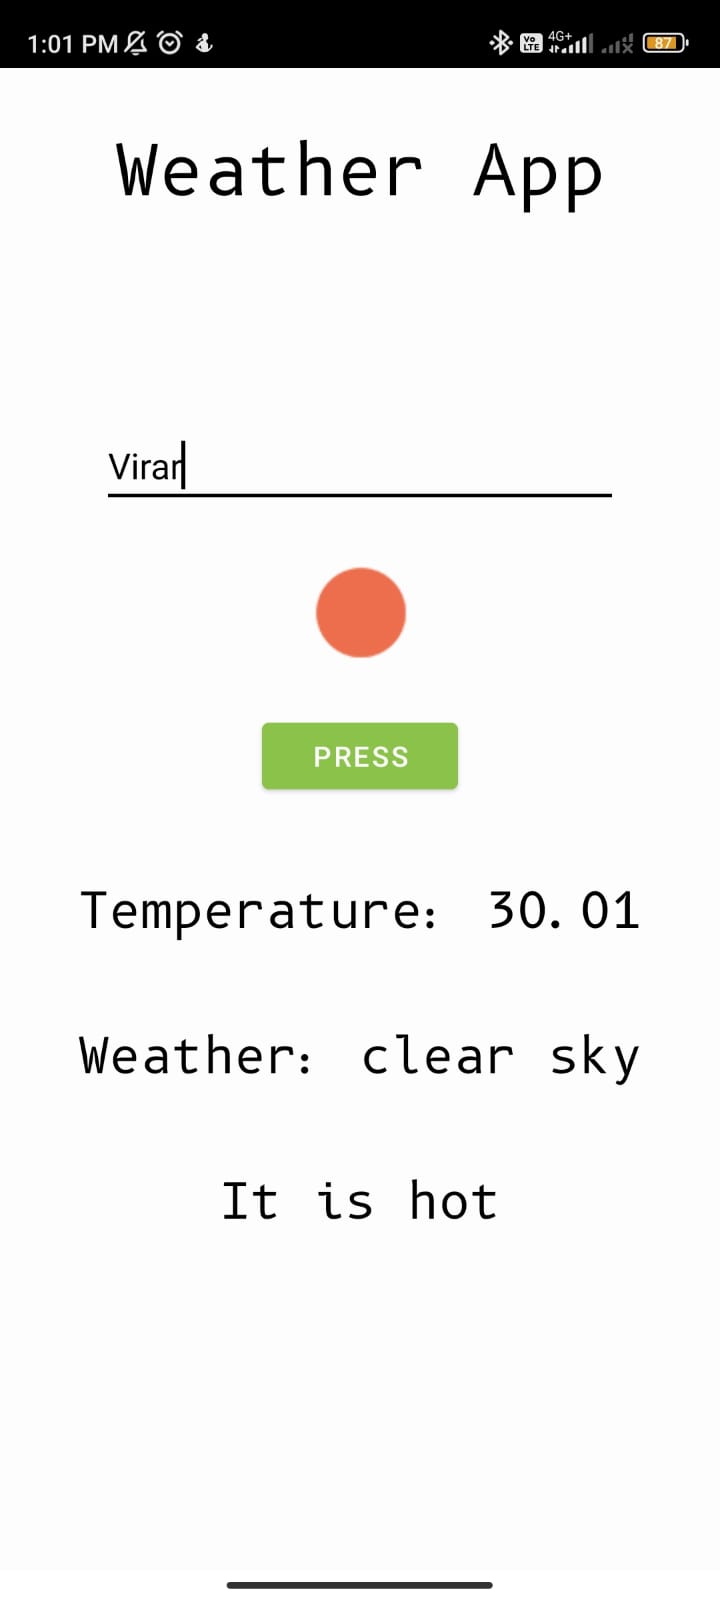 1:01 PM
Vo LTE 4G+ 87
Weather App
Virar
PRESS
Temperature: 30.01
Weather: clear sky
It is hot